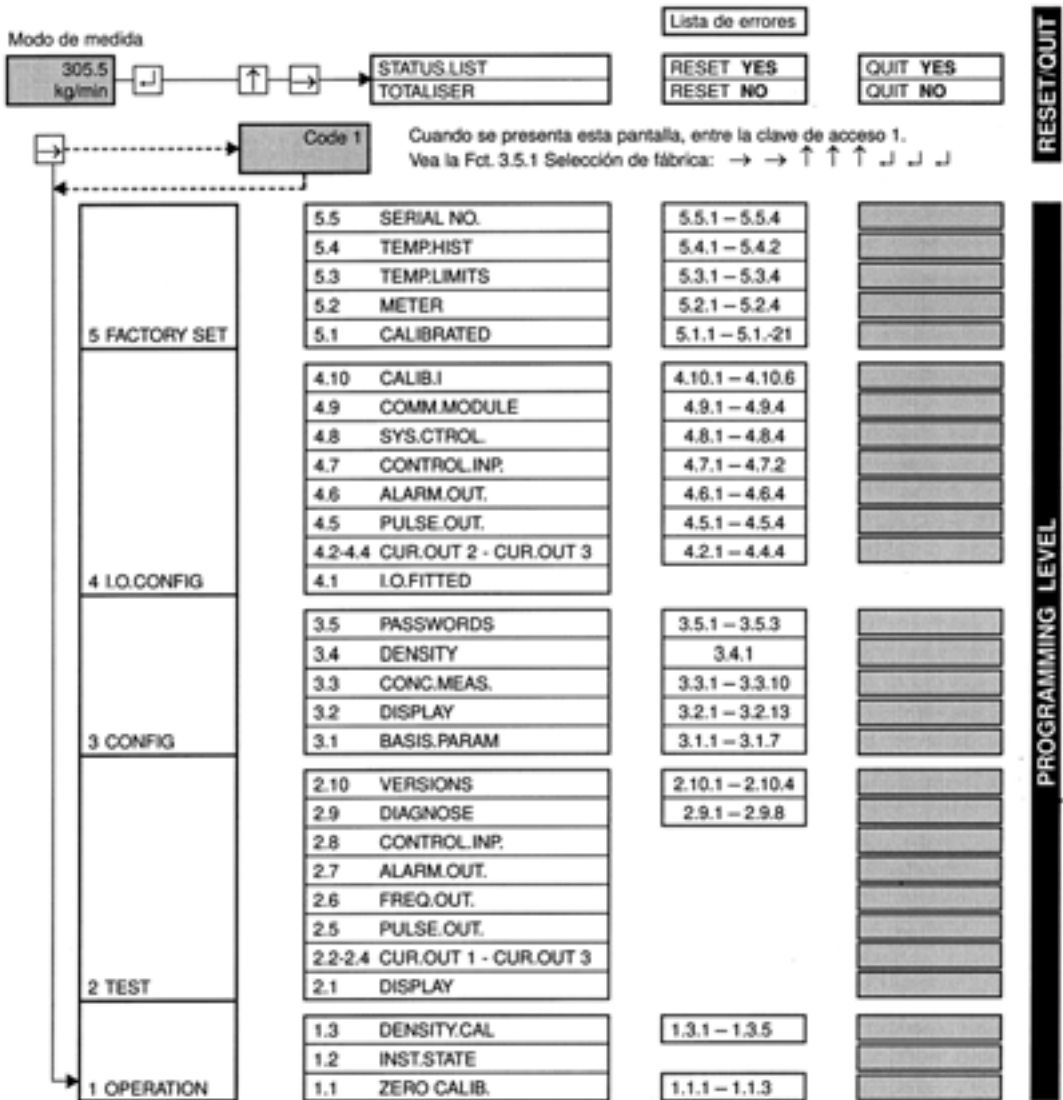 Lista de errores
Modo de medida
305.5
kg/min
STATUS.LIST
TOTALISER
RESET YES
RESET NO
QUIT YES
QUIT NO
RESET/QUIT
Code 1
Cuando se presenta esta pantalla, entre la clave de acceso 1.
Vea la Fct. 3.5.1 Selección de fábrica: → → ↑ ↑ ↑ ↵ ↵ ↵
5.5 SERIAL NO. 5.5.1 – 5.5.4
5.4 TEMP.HIST 5.4.1 – 5.4.2
5.3 TEMP.LIMITS 5.3.1 – 5.3.4
5.2 METER 5.2.1 – 5.2.4
5 FACTORY SET 5.1 CALIBRATED 5.1.1 – 5.1.-21
4.10 CALIB.I 4.10.1 – 4.10.6
4.9 COMM.MODULE 4.9.1 – 4.9.4
4.8 SYS.CTROL. 4.8.1 – 4.8.4
4.7 CONTROL.INP. 4.7.1 – 4.7.2
4.6 ALARM.OUT. 4.6.1 – 4.6.4
4.5 PULSE.OUT. 4.5.1 – 4.5.4
4.2-4.4 CUR.OUT 2 - CUR.OUT 3 4.2.1 – 4.4.4
4 I.O.CONFIG 4.1 I.O.FITTED
3.5 PASSWORDS 3.5.1 – 3.5.3
3.4 DENSITY 3.4.1
3.3 CONC.MEAS. 3.3.1 – 3.3.10
3.2 DISPLAY 3.2.1 – 3.2.13
3 CONFIG 3.1 BASIS.PARAM 3.1.1 – 3.1.7
2.10 VERSIONS 2.10.1 – 2.10.4
2.9 DIAGNOSE 2.9.1 – 2.9.8
2.8 CONTROL.INP.
2.7 ALARM.OUT.
2.6 FREQ.OUT.
2.5 PULSE.OUT.
2.2-2.4 CUR.OUT 1 - CUR.OUT 3
2 TEST 2.1 DISPLAY
1.3 DENSITY.CAL 1.3.1 – 1.3.5
1.2 INST.STATE
1 OPERATION 1.1 ZERO CALIB. 1.1.1 – 1.1.3
PROGRAMMING LEVEL